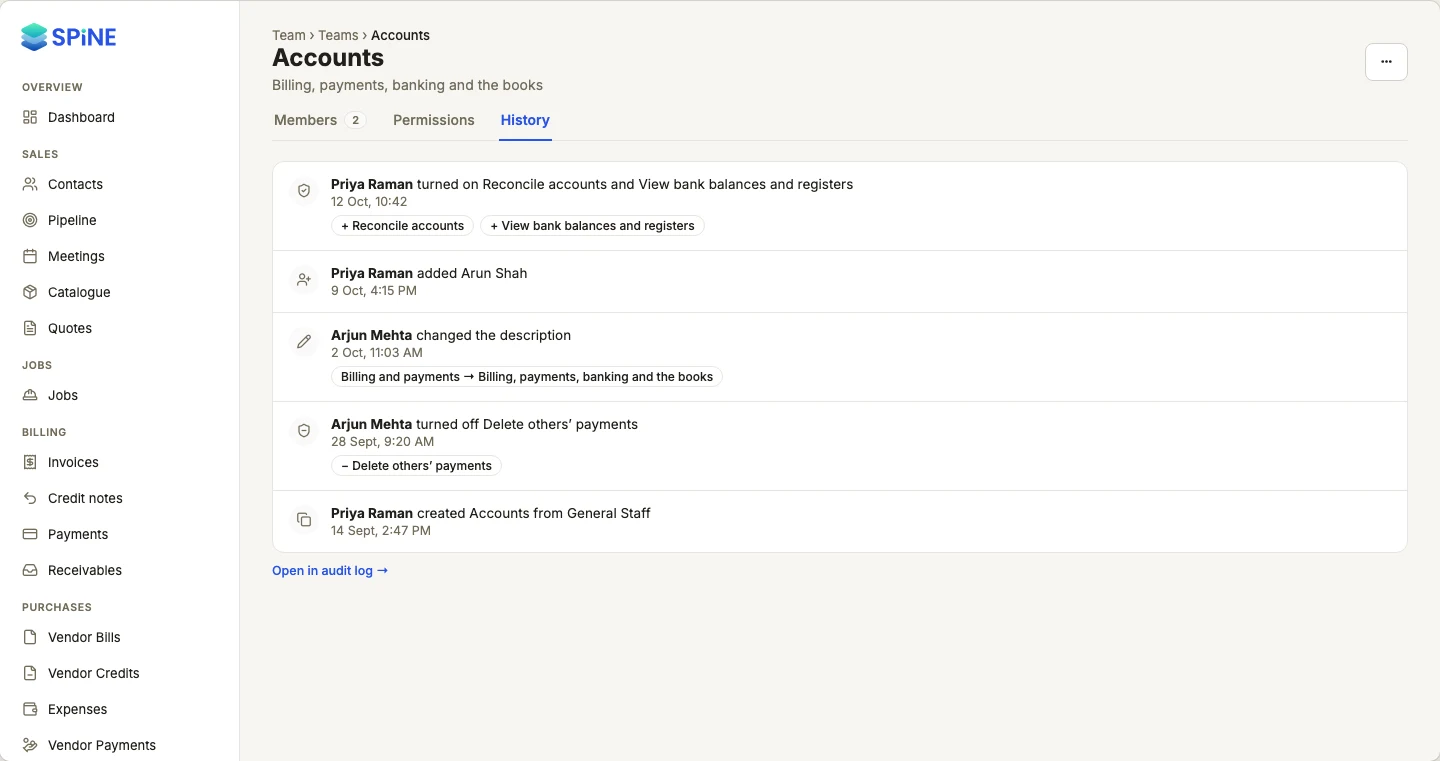 SPiNE
OVERVIEW
Dashboard
SALES
Contacts
Pipeline
Meetings
Catalogue
Quotes
JOBS
Jobs
BILLING
Invoices
Credit notes
Payments
Receivables
PURCHASES
Vendor Bills
Vendor Credits
Expenses
Vendor Payments
Team › Teams › Accounts
Accounts
Billing, payments, banking and the books
Members 2 Permissions History
Priya Raman turned on Reconcile accounts and View bank balances and registers
12 Oct, 10:42
+ Reconcile accounts + View bank balances and registers
Priya Raman added Arun Shah
9 Oct, 4:15 PM
Arjun Mehta changed the description
2 Oct, 11:03 AM
Billing and payments → Billing, payments, banking and the books
Arjun Mehta turned off Delete others’ payments
28 Sept, 9:20 AM
− Delete others’ payments
Priya Raman created Accounts from General Staff
14 Sept, 2:47 PM
Open in audit log →